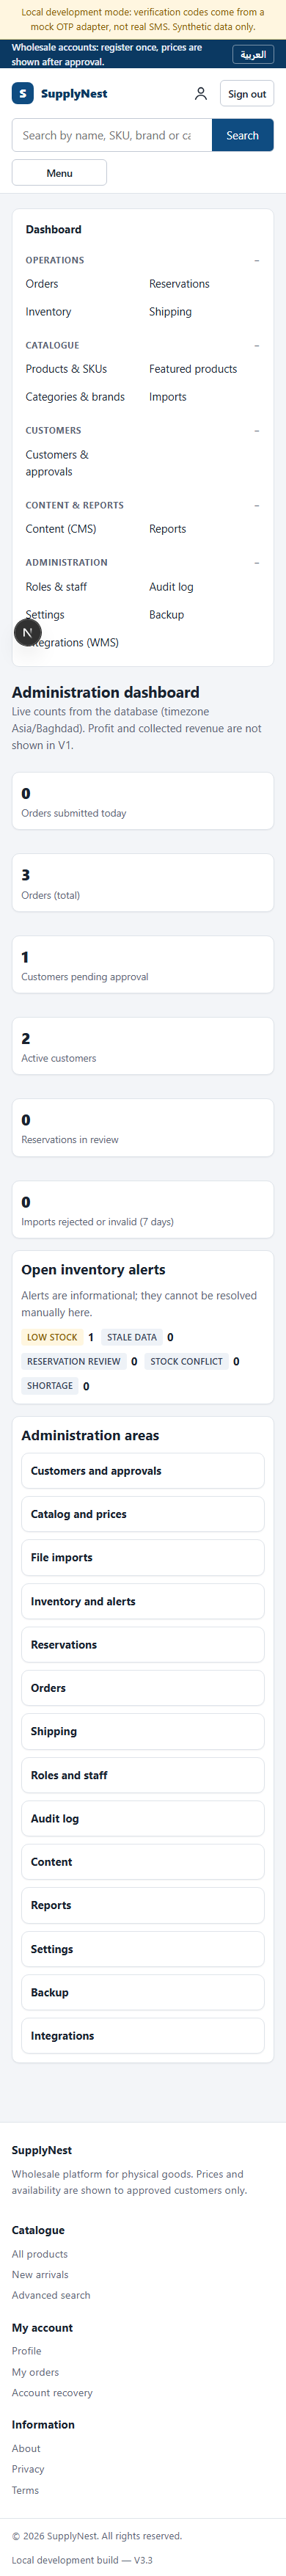 Local development mode: verification codes come from a
mock OTP adapter, not real SMS. Synthetic data only.
Wholesale accounts: register once, prices are
shown after approval.
العربية
S SupplyNest
Sign out
Search by name, SKU, brand or ca
Search
Menu
Dashboard
OPERATIONS –
Orders Reservations
Inventory Shipping
CATALOGUE –
Products & SKUs Featured products
Categories & brands Imports
CUSTOMERS –
Customers &
approvals
CONTENT & REPORTS –
Content (CMS) Reports
ADMINISTRATION –
Roles & staff Audit log
Settings Backup
N
(WMS)
Administration dashboard
Live counts from the database (timezone
Asia/Baghdad). Profit and collected revenue are not
shown in V1.
0
Orders submitted today
3
Orders (total)
1
Customers pending approval
2
Active customers
0
Reservations in review
0
Imports rejected or invalid (7 days)
Open inventory alerts
Alerts are informational; they cannot be resolved
manually here.
LOW STOCK 1 STALE DATA 0
RESERVATION REVIEW 0 STOCK CONFLICT 0
SHORTAGE 0
Administration areas
Customers and approvals
Catalog and prices
File imports
Inventory and alerts
Reservations
Orders
Shipping
Roles and staff
Audit log
Content
Reports
Settings
Backup
Integrations
SupplyNest
Wholesale platform for physical goods. Prices and
availability are shown to approved customers only.
Catalogue
All products
New arrivals
Advanced search
My account
Profile
My orders
Account recovery
Information
About
Privacy
Terms
© 2026 SupplyNest. All rights reserved.
Local development build — V3.3